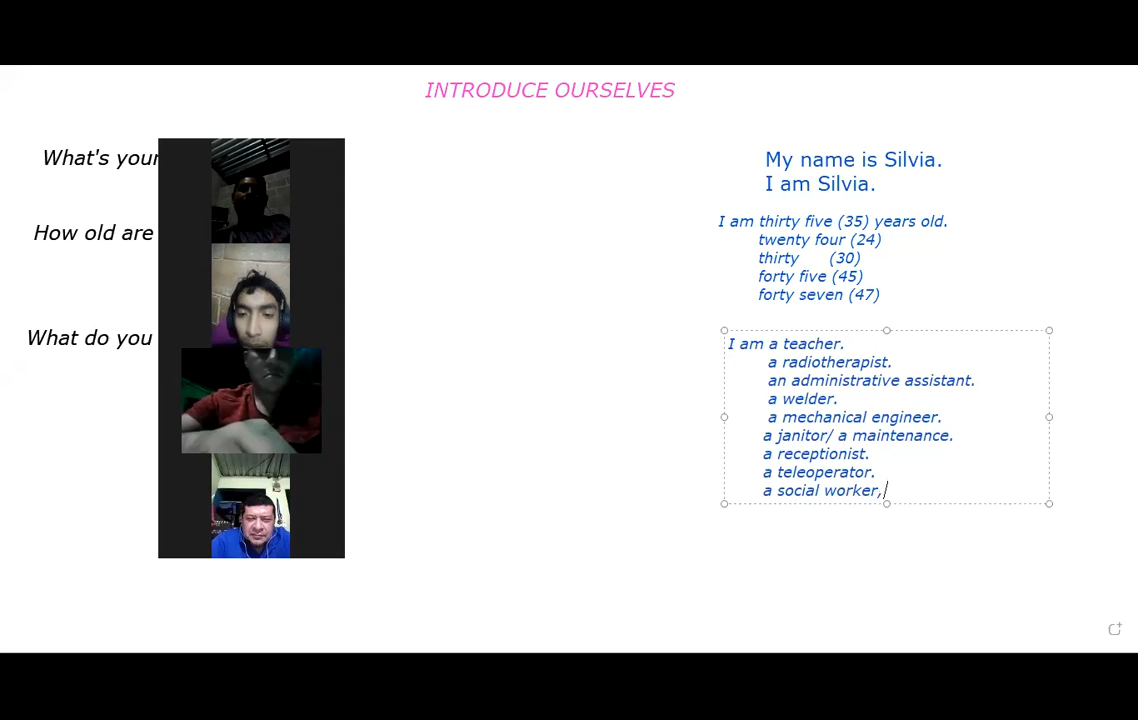 INTRODUCE OURSELVES
What's your
My name is Silvia.
I am Silvia.
How old are
I am thirty five (35) years old.
twenty four (24)
thirty (30)
forty five (45)
forty seven (47)
What do you
I am a teacher.
a radiotherapist.
an administrative assistant.
a welder.
a mechanical engineer.
a janitor/ a maintenance.
a receptionist.
a teleoperator.
a social worker,